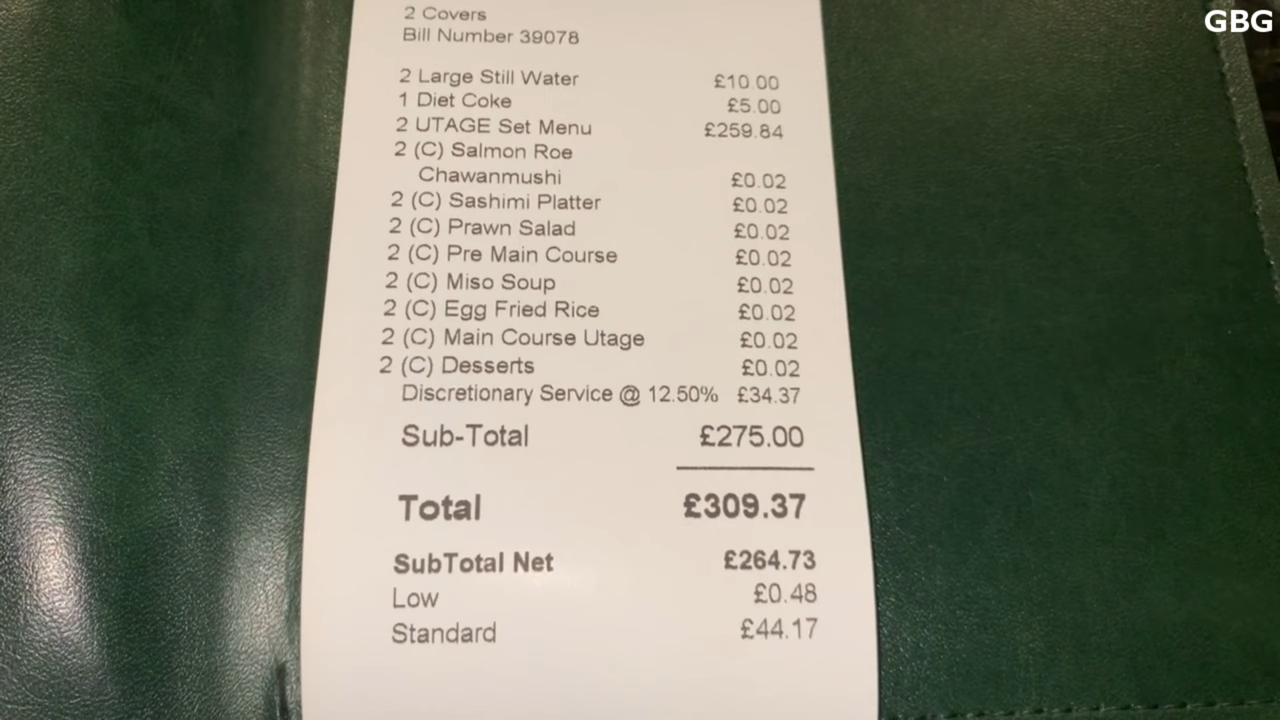 GBG
2 Covers
Bill Number 39078
2 Large Still Water £10.00
1 Diet Coke £5.00
2 UTAGE Set Menu £259.84
2 (C) Salmon Roe
Chawanmushi £0.02
2 (C) Sashimi Platter £0.02
2 (C) Prawn Salad £0.02
2 (C) Pre Main Course £0.02
2 (C) Miso Soup £0.02
2 (C) Egg Fried Rice £0.02
2 (C) Main Course Utage £0.02
2 (C) Desserts £0.02
Discretionary Service @ 12.50% £34.37
Sub-Total £275.00
Total £309.37
SubTotal Net £264.73
Low £0.48
Standard £44.17